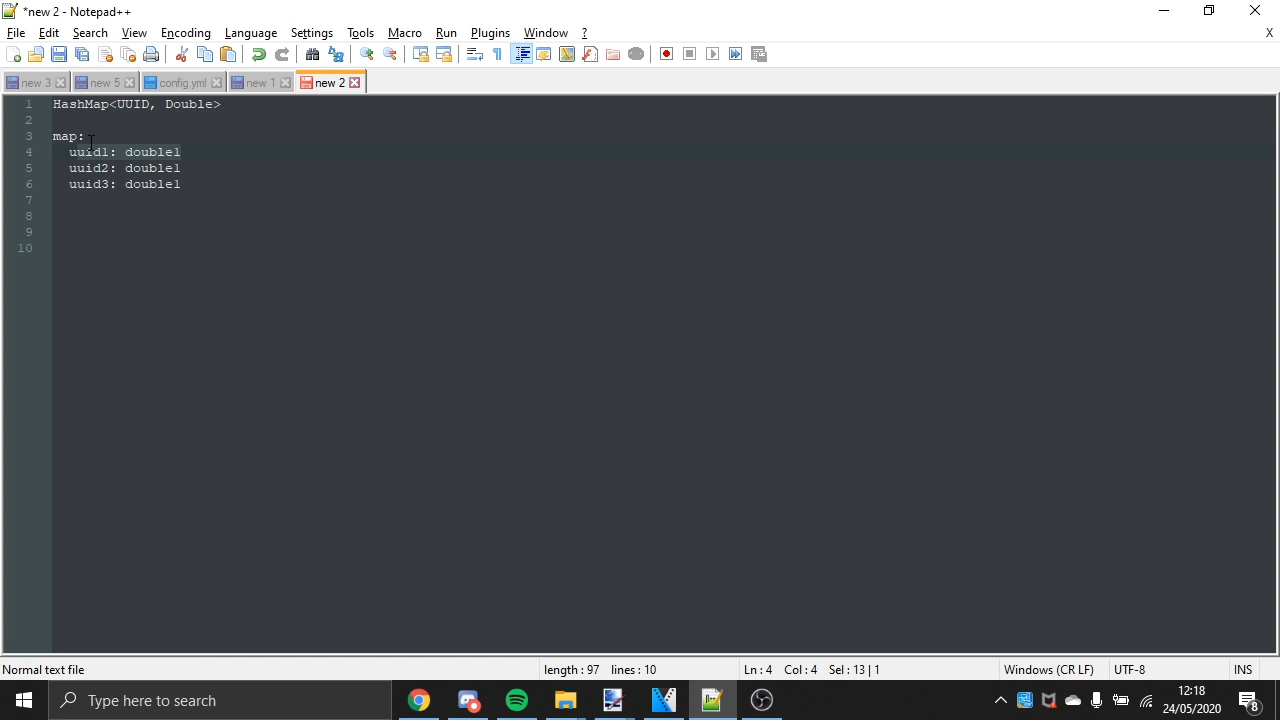 *new 2 - Notepad++
File Edit Search View Encoding Language Settings Tools Macro Run Plugins Window ? X
new 3 new 5 config.yml new 1 new 2
1 HashMap<UUID, Double>
2
3 map:
4 uuid1: double1
5 uuid2: double1
6 uuid3: double1
7
8
9
10
Normal text file length : 97 lines : 10 Ln : 4 Col : 4 Sel : 13 | 1 Windows (CR LF) UTF-8 INS
Type here to search
12:18
24/05/2020
8